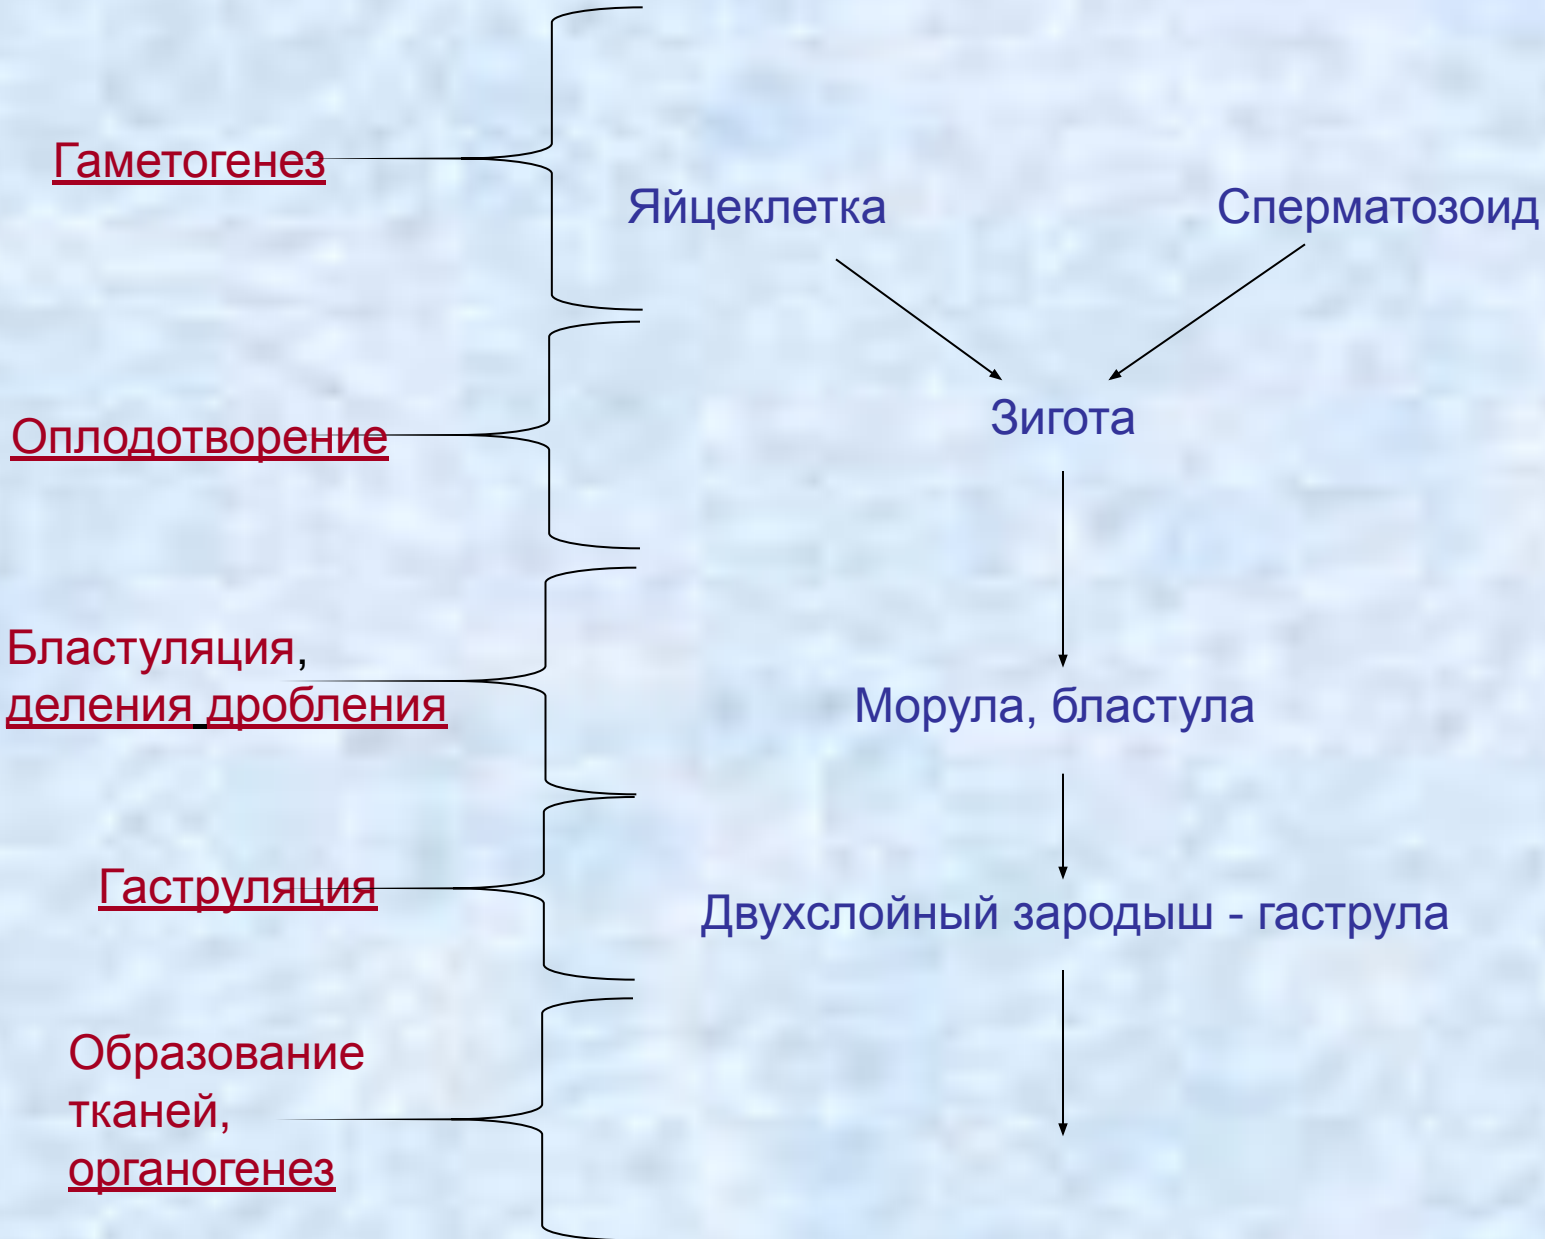 Гаметогенез
Яйцеклетка
Сперматозоид
Оплодотворение
Зигота
Бластуляция,
деления дробления
Морула, бластула
Гаструляция
Двухслойный зародыш - гаструла
Образование
тканей,
органогенез